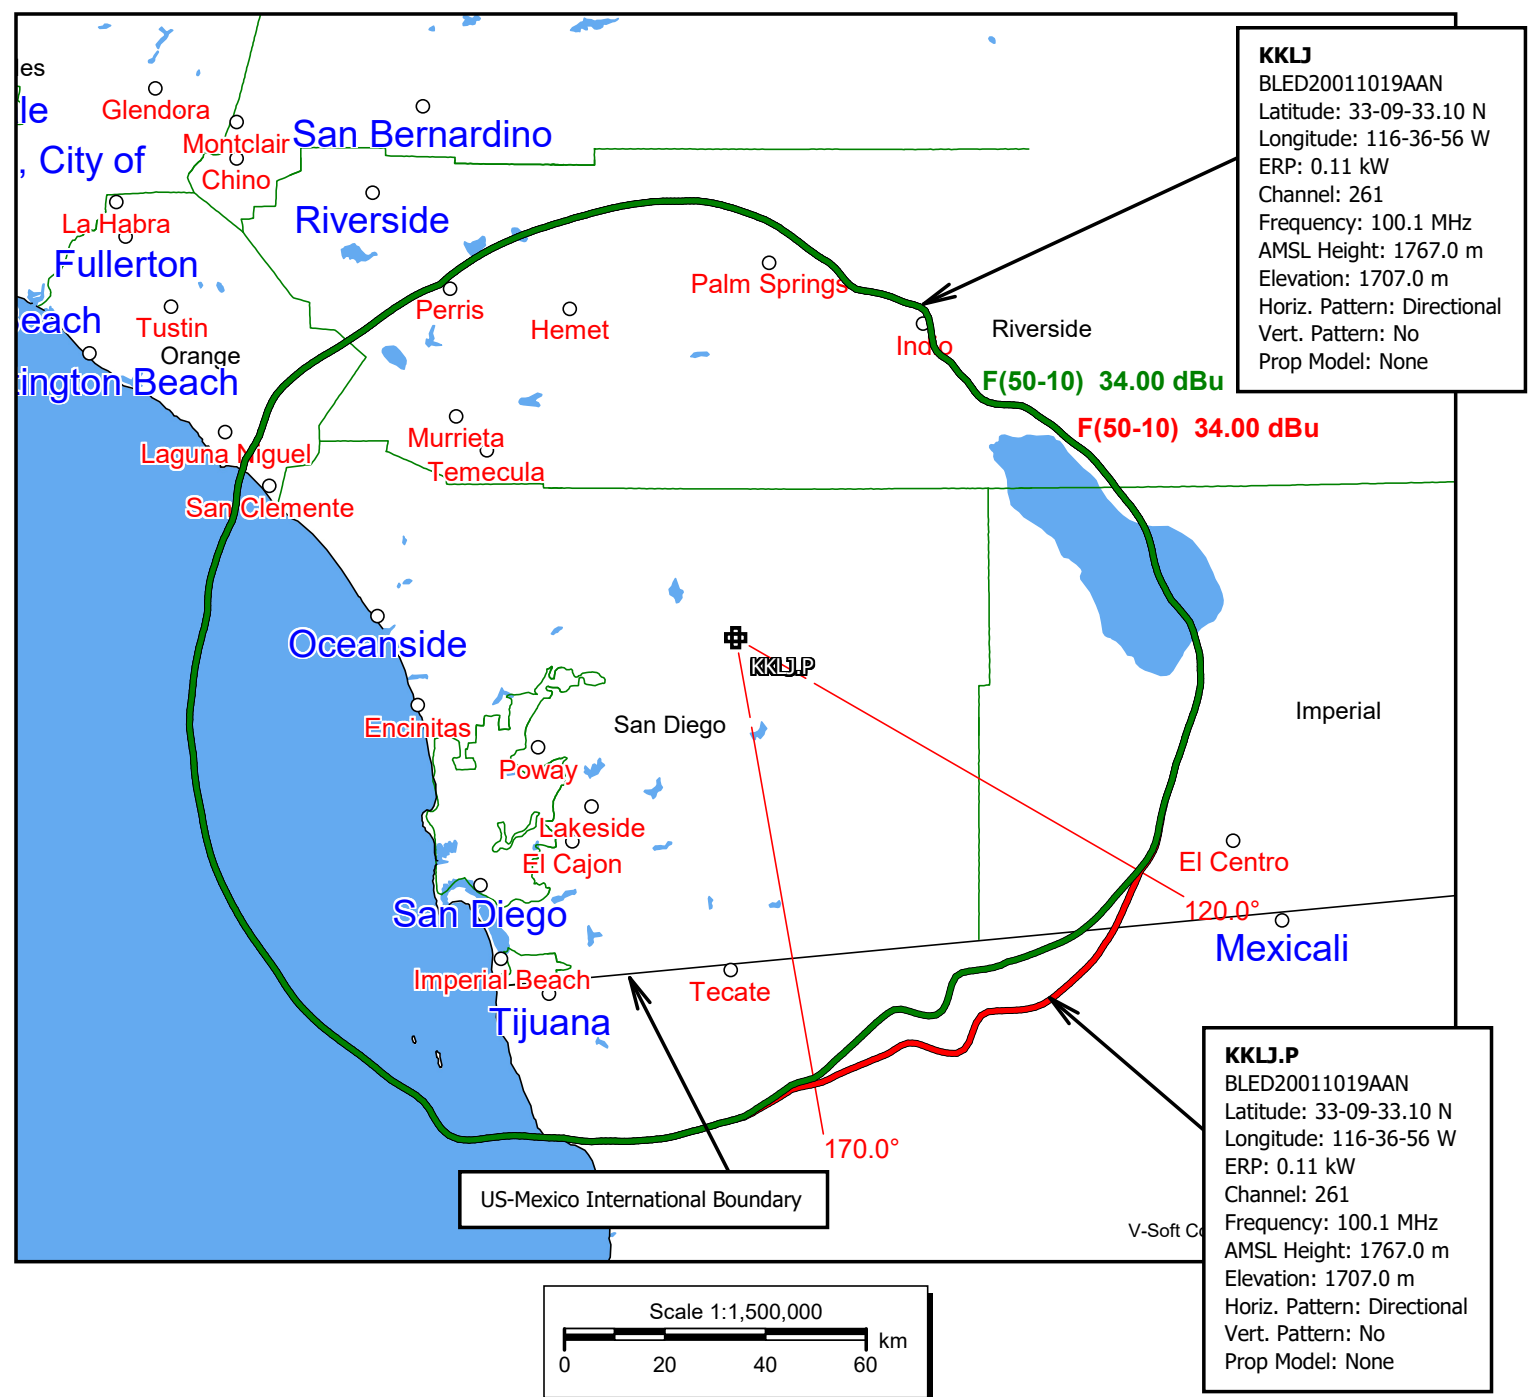 KKLJ
BLED20011019AAN
Latitude: 33-09-33.10 N
Longitude: 116-36-56 W
ERP: 0.11 kW
Channel: 261
Frequency: 100.1 MHz
AMSL Height: 1767.0 m
Elevation: 1707.0 m
Horiz. Pattern: Directional
Vert. Pattern: No
Prop Model: None
es
le
, City of
Glendora
Montclair
San Bernardino
Chino
La Habra
Riverside
Fullerton
Palm Springs
Perris
Hemet
each
Tustin
Orange
Indio
Riverside
ington Beach
F(50-10) 34.00 dBu
F(50-10) 34.00 dBu
Murrieta
Laguna Niguel
Temecula
San Clemente
Oceanside
KKLJ.P
Encinitas
San Diego
Imperial
Poway
Lakeside
El Cajon
El Centro
San Diego
120.0°
Mexicali
Imperial Beach
Tecate
Tijuana
170.0°
US-Mexico International Boundary
V-Soft Co
KKLJ.P
BLED20011019AAN
Latitude: 33-09-33.10 N
Longitude: 116-36-56 W
ERP: 0.11 kW
Channel: 261
Frequency: 100.1 MHz
AMSL Height: 1767.0 m
Elevation: 1707.0 m
Horiz. Pattern: Directional
Vert. Pattern: No
Prop Model: None
Scale 1:1,500,000
km
0 20 40 60